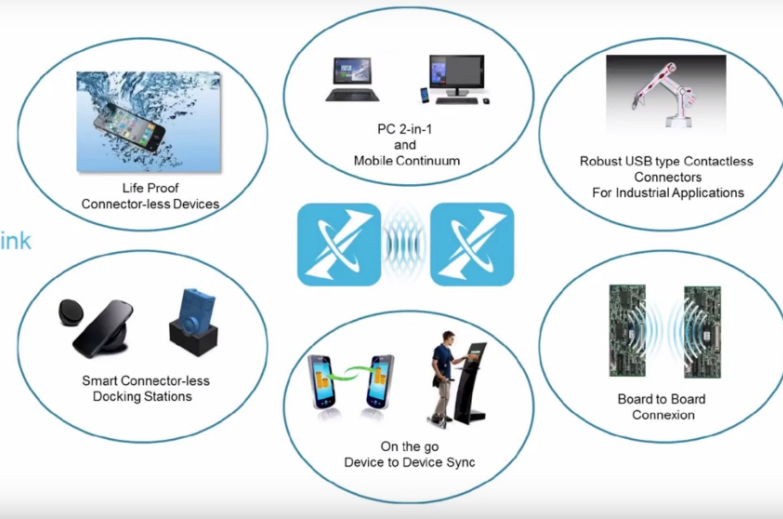 Life Proof
Connector-less Devices
PC 2-in-1
and
Mobile Continuum
Robust USB type Contactless
Connectors
For Industrial Applications
ink
Smart Connector-less
Docking Stations
On the go
Device to Device Sync
Board to Board
Connexion